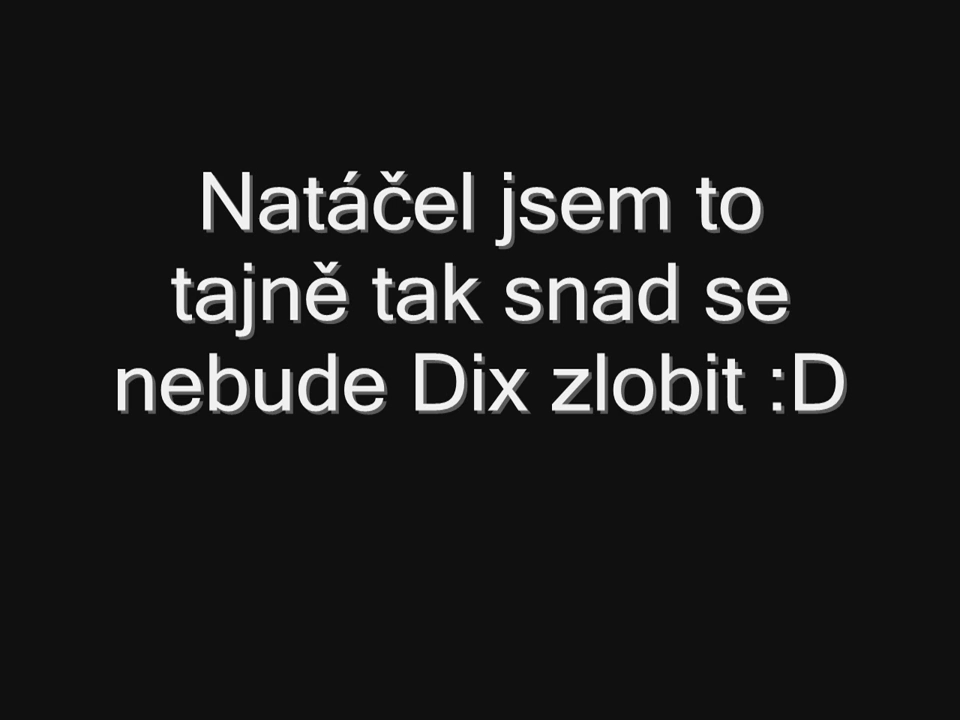 Natáčel jsem to
tajně tak snad se
nebude Dix zlobit :D